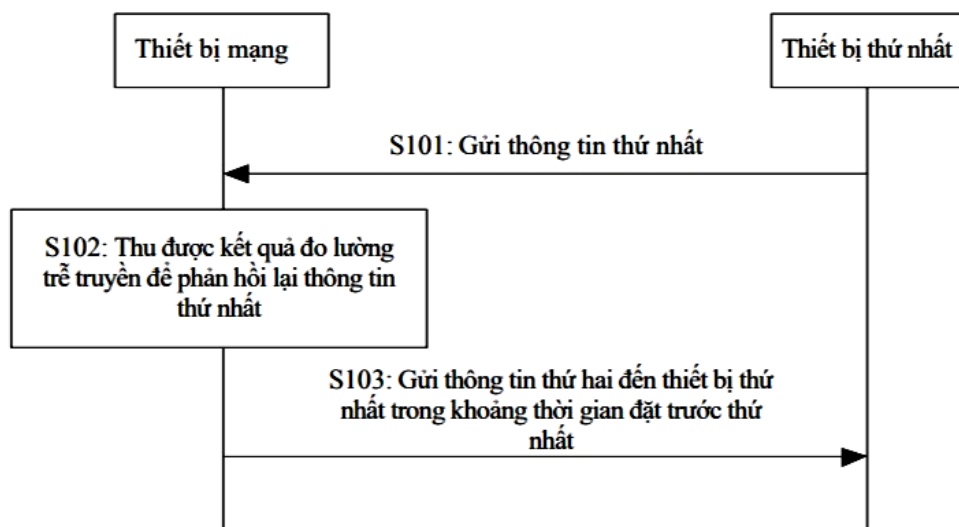 Thiết bị mạng
Thiết bị thứ nhất
S101: Gửi thông tin thứ nhất
S102: Thu được kết quả đo lường
trễ truyền để phản hồi lại thông tin
thứ nhất
S103: Gửi thông tin thứ hai đến thiết bị thứ
nhất trong khoảng thời gian đặt trước thứ
nhất